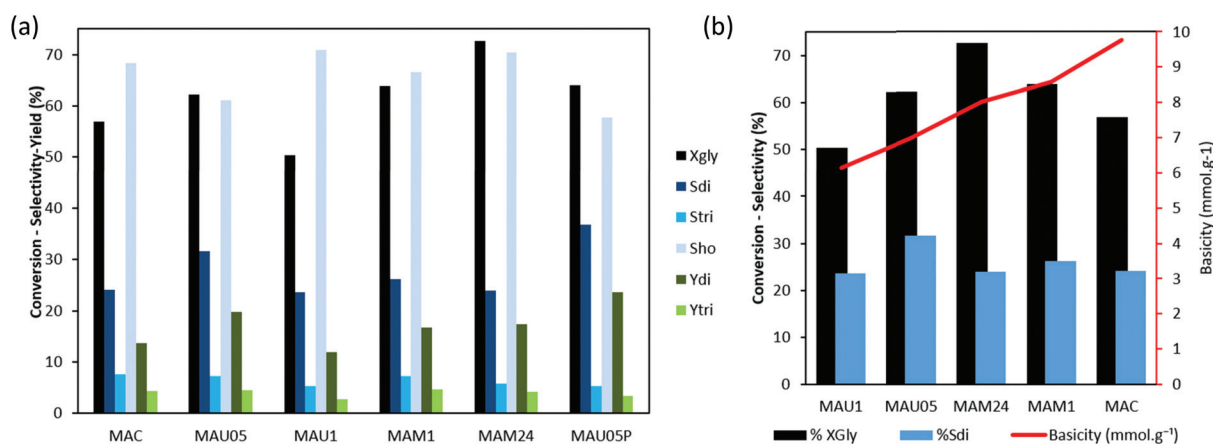 (a)
Conversion - Selectivity-Yield (%)
70
60
50
40
30
20
10
0
MAC MAU05 MAU1 MAM1 MAM24 MAU05P
Xgly
Sdi
Stri
Sho
Ydi
Ytri
(b)
Conversion - Selectivity (%)
70
60
50
40
30
20
10
0
MAU1 MAU05 MAM24 MAM1 MAC
10
9
8
7
6
5
4
3
2
1
0
Basicity (mmol.g-1)
% XGly %Sdi Basicity (mmol.g⁻¹)